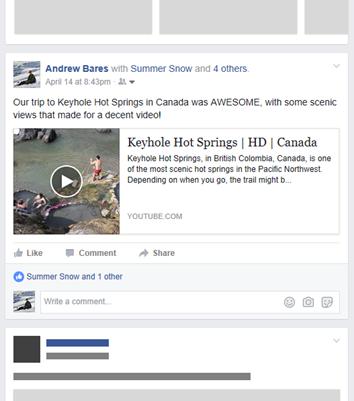 Andrew Bares with Summer Snow and 4 others.
April 14 at 8:43pm ·
Our trip to Keyhole Hot Springs in Canada was AWESOME, with some scenic
views that made for a decent video!
Keyhole Hot Springs | HD | Canada
Keyhole Hot Springs, in British Colombia, Canada, is one
of the most scenic hot springs in the Pacific Northwest.
Depending on when you go, the trail might b...
YOUTUBE.COM
Like Comment Share
Summer Snow and 1 other
Write a comment...